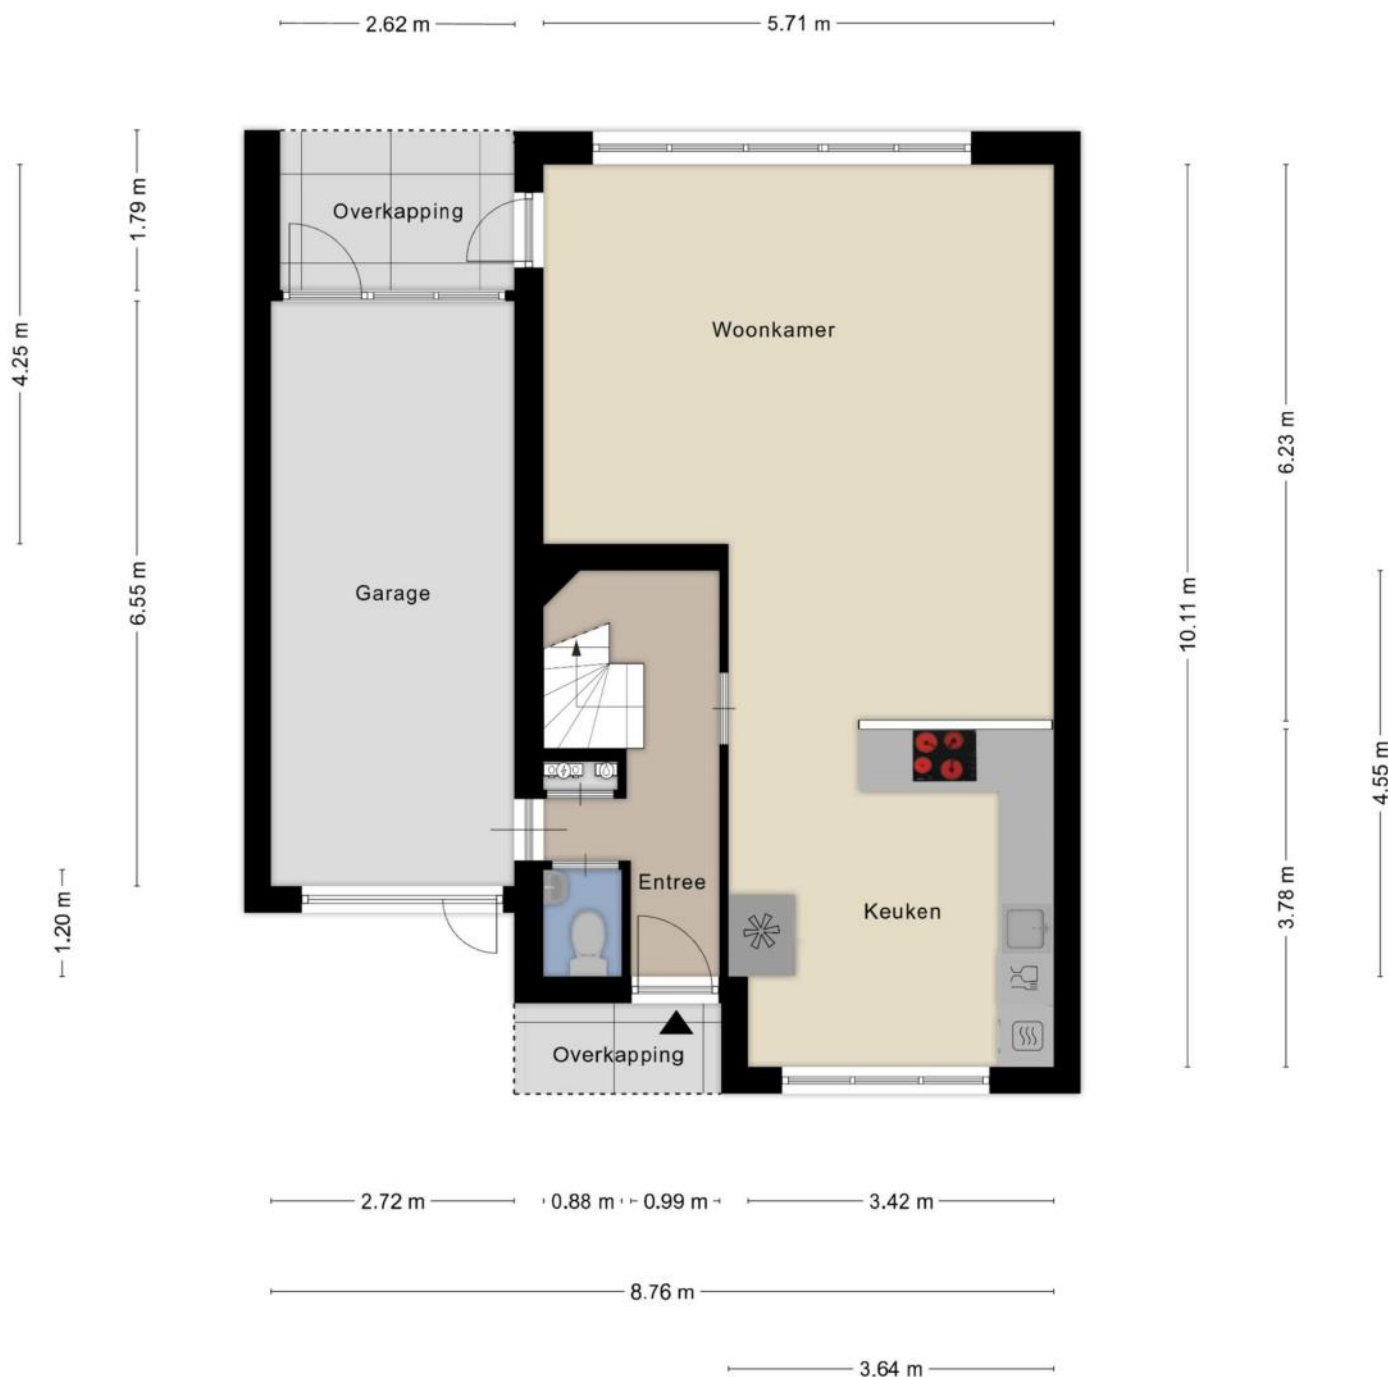 2.62 m
5.71 m
1.79 m
4.25 m
Overkapping
Woonkamer
6.23 m
Garage
6.55 m
10.11 m
4.55 m
Entree
Keuken
1.20 m
3.78 m
Overkapping
2.72 m
0.88 m
0.99 m
3.42 m
8.76 m
3.64 m